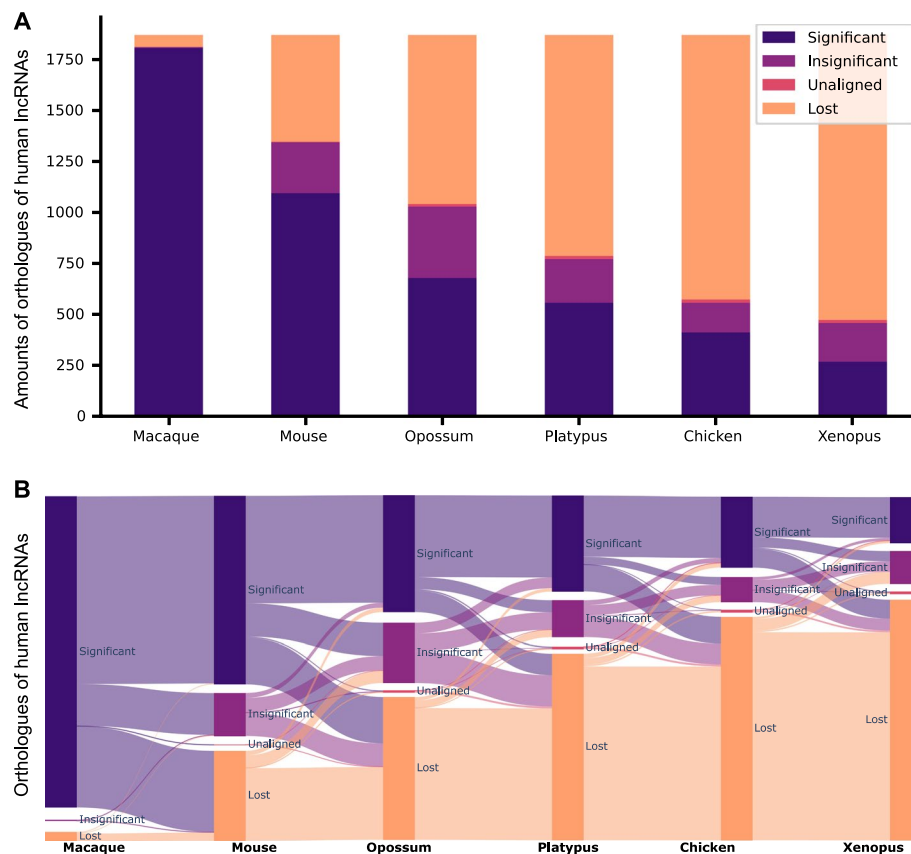 A
Amounts of orthologues of human lncRNAs
1750
1500
1250
1000
750
500
250
0
Significant
Insignificant
Unaligned
Lost
Macaque Mouse Opossum Platypus Chicken Xenopus
B
Orthologues of human lncRNAs
Significant
Insignificant
Lost
Significant
Insignificant
Unaligned
Lost
Significant
Insignificant
Unaligned
Lost
Significant
Insignificant
Unaligned
Lost
Significant
Insignificant
Unaligned
Lost
Significant
Insignificant
Unaligned
Lost
Macaque Mouse Opossum Platypus Chicken Xenopus